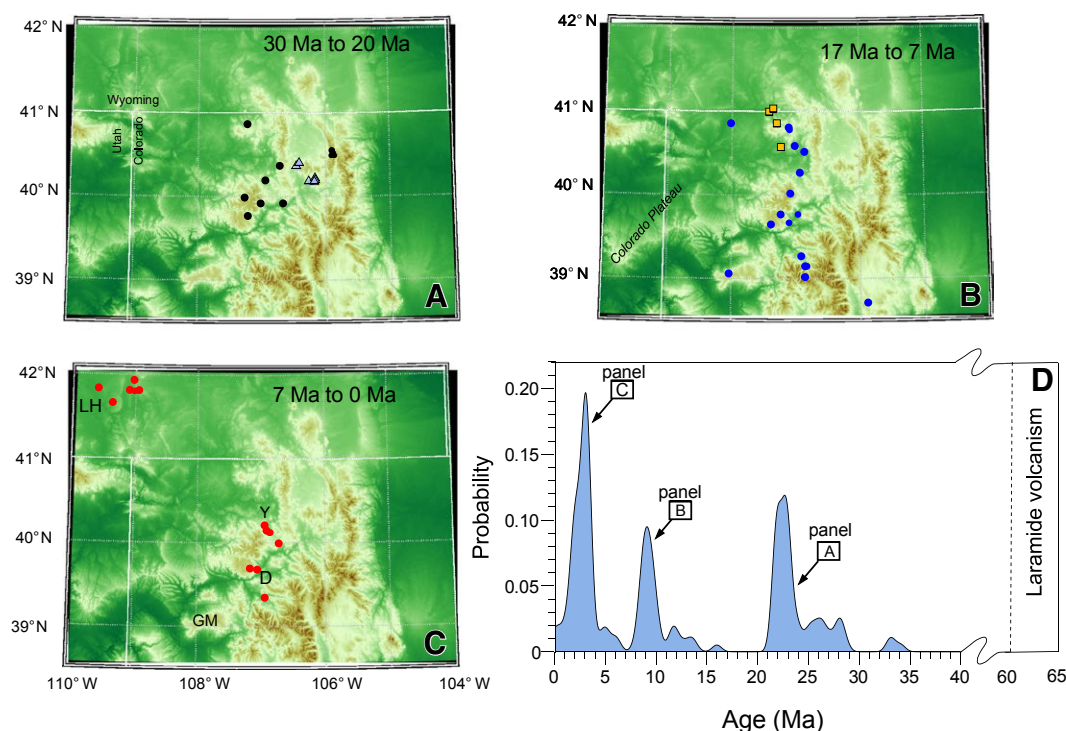 42° N
30 Ma to 20 Ma
Wyoming
41° N
Utah
Colorado
40° N
39° N
A
42° N
17 Ma to 7 Ma
41° N
40° N
Colorado Plateau
39° N
B
42° N
7 Ma to 0 Ma
LH
41° N
Y
40° N
D
GM
39° N
C
110° W
108° W
106° W
104° W
D
0.20
0.15
0.10
0.05
0
Probability
panel
C
panel
B
panel
A
Laramide volcanism
0 5 10 15 20 25 30 35 40 60 65
Age (Ma)